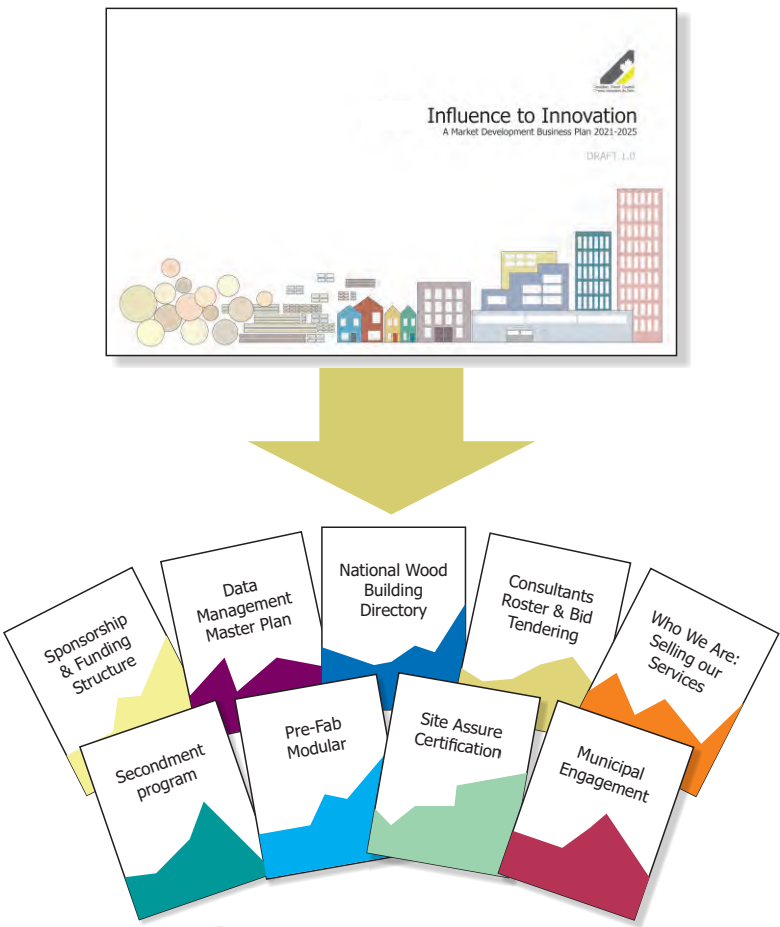 Influence to Innovation
A Market Development Business Plan 2021-2025
DRAFT 1.0
Sponsorship
& Funding
Structure
Data
Management
Master Plan
National Wood
Building
Directory
Consultants
Roster & Bid
Tendering
Who We Are:
Selling our
Services
Secondment
program
Pre-Fab
Modular
Site Assure
Certification
Municipal
Engagement